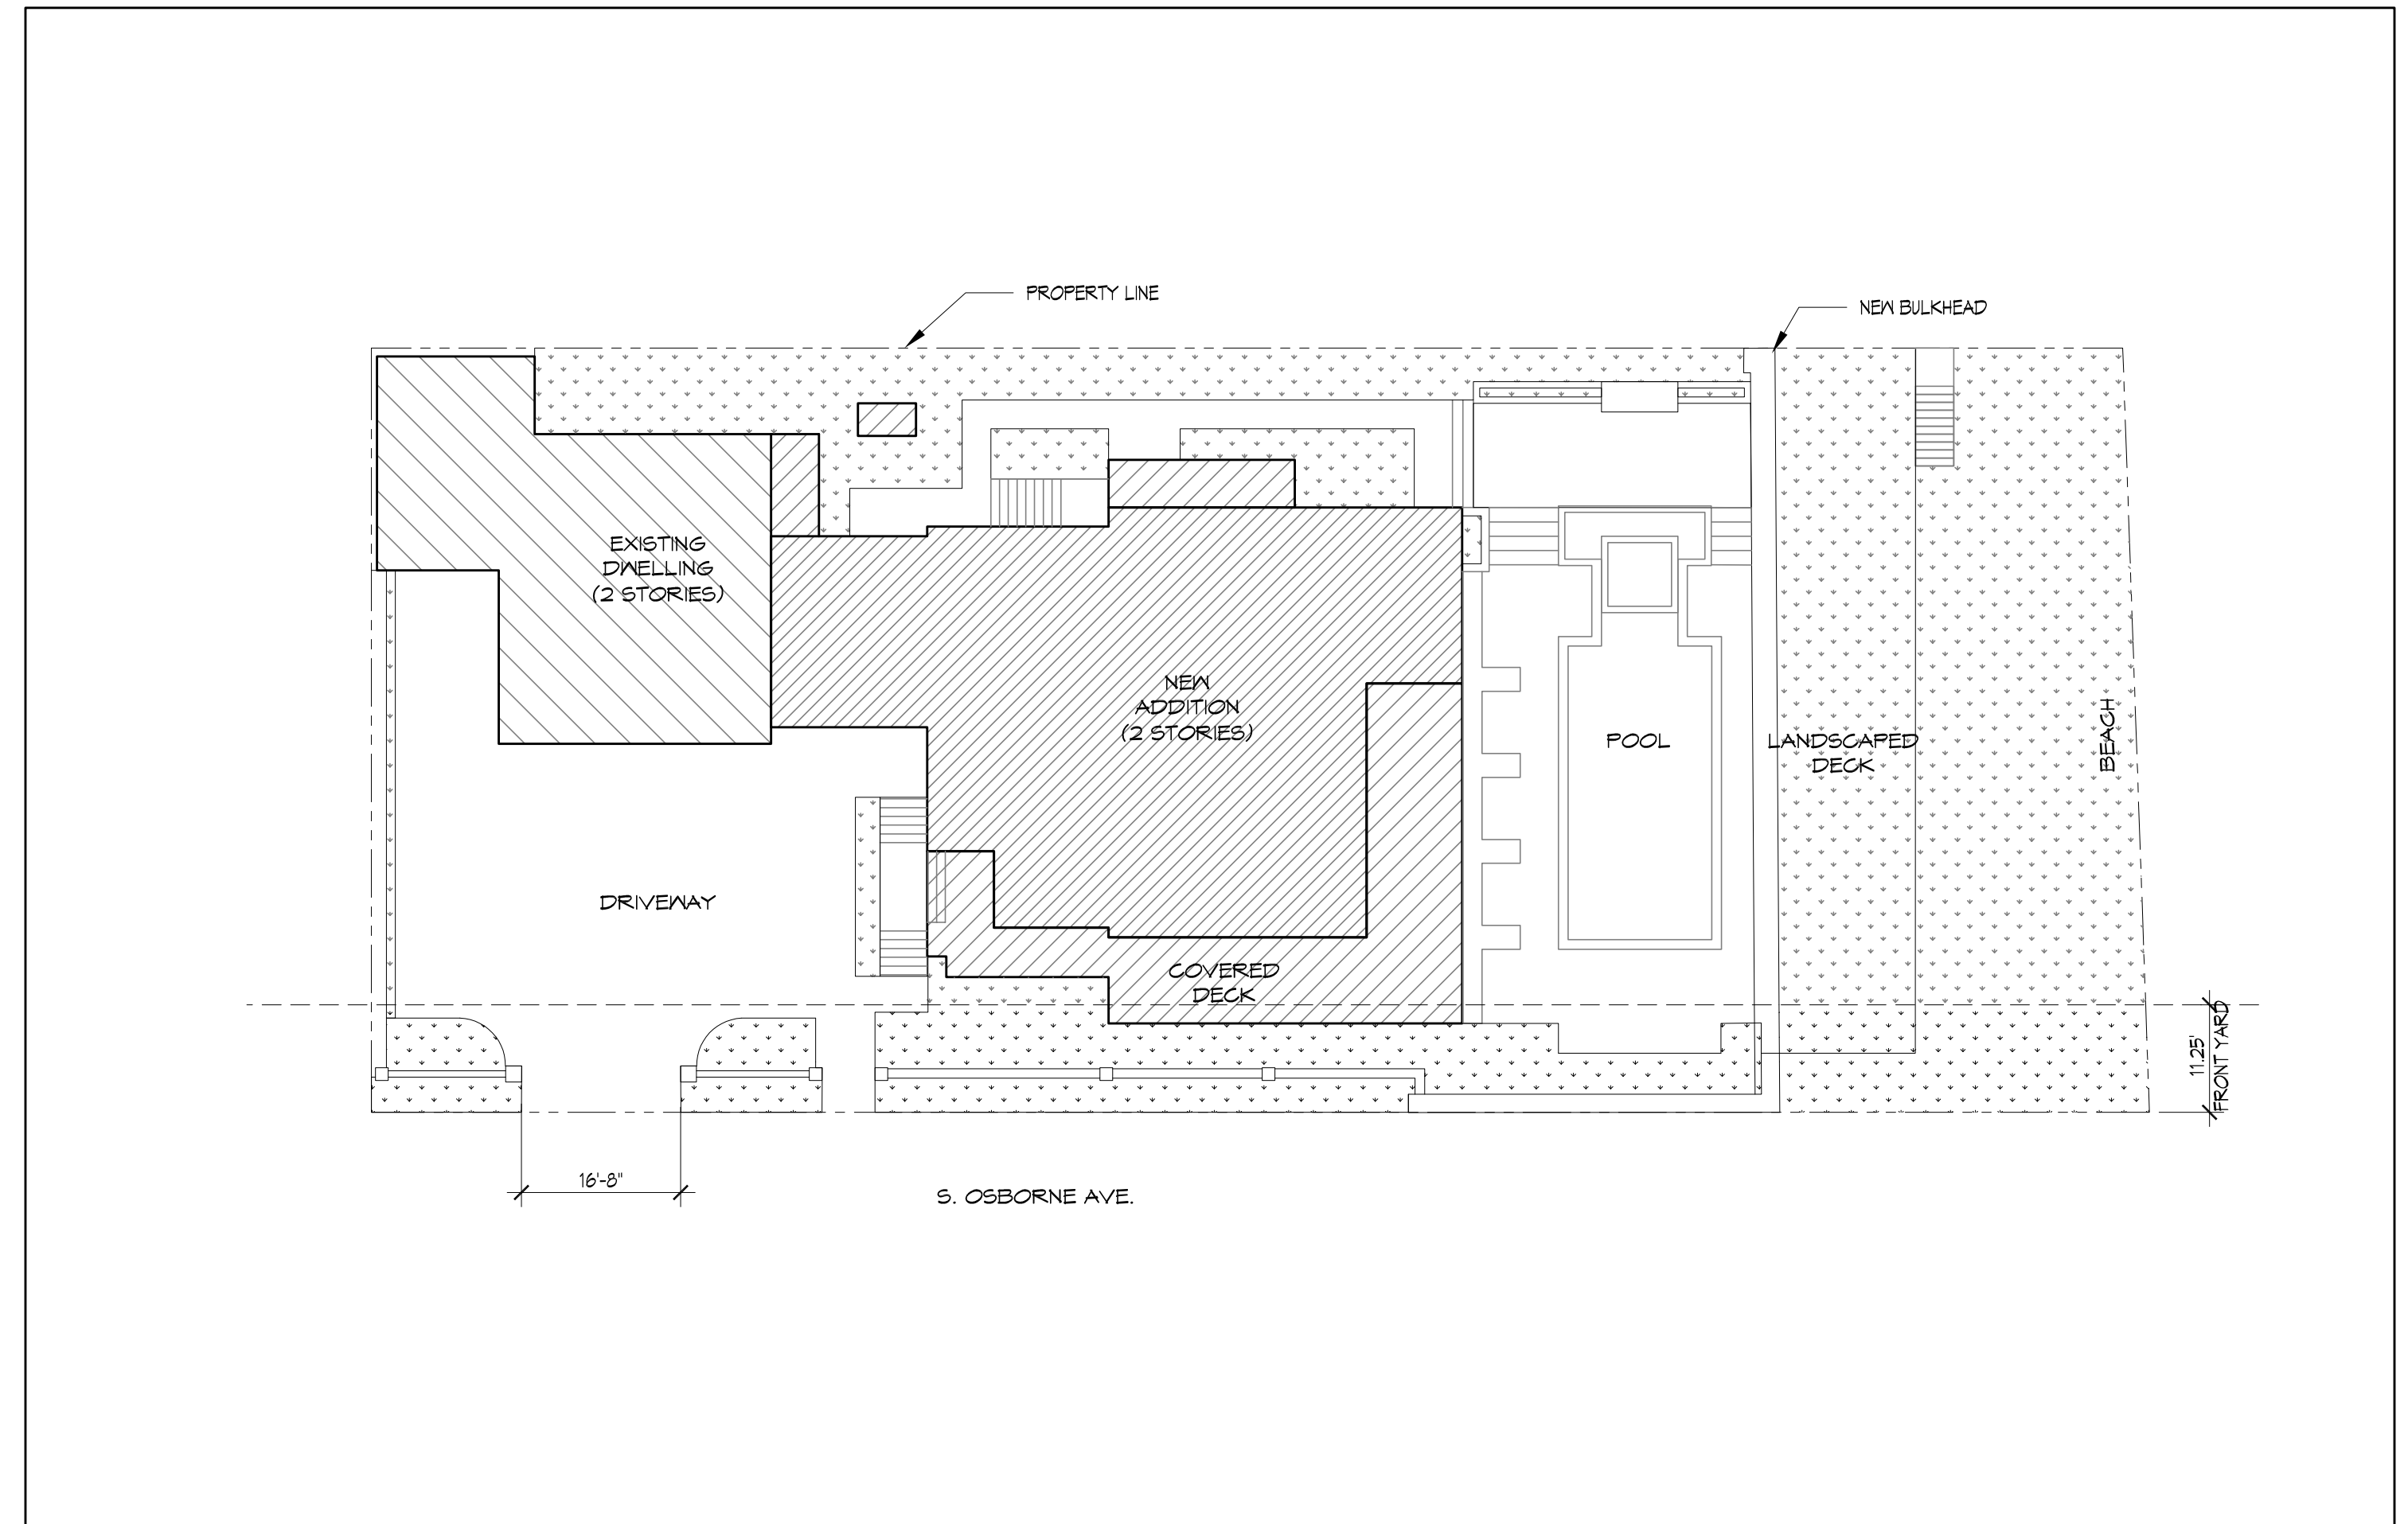 PROPERTY LINE
NEW BULKHEAD
EXISTING
DWELLING
(2 STORIES)
NEW
ADDITION
(2 STORIES)
POOL
LANDSCAPED
DECK
BEACH
DRIVEWAY
COVERED
DECK
11.25'
FRONT YARD
16'-8"
S. OSBORNE AVE.